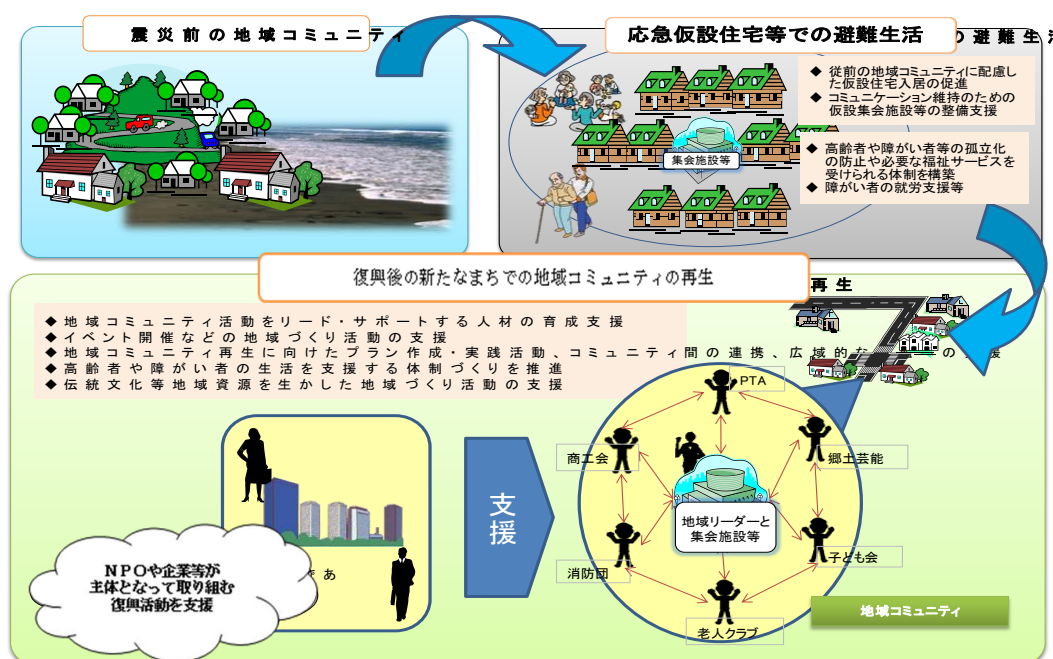 震災前の地域コミュニティ
応急仮設住宅等での避難生活
の避難生
◆ 従前の地域コミュニティに配慮し
た仮設住宅入居の促進
◆ コミュニケーション維持のための
仮設集会施設等の整備支援
集会施設等
◆ 高齢者や障がい者等の孤立化
の防止や必要な福祉サービスを
受けられる体制を構築
◆ 障がい者の就労支援等
復興後の新たなまちでの地域コミュニティの再生
再生
◆地域コミュニティ活動をリード・サポートする人材の育成支援
◆イベント開催などの地域づくり活動の支援
◆地域コミュニティ再生に向けたプラン作成・実践活動、コミュニティ間の連携、広域的な
の
援
◆高齢者や障がい者の生活を支援する体制づくりを推進
◆伝統文化等地域資源を生かした地域づくり活動の支援
PTA
商工会
郷土芸能
支援
地域リーダーと
集会施設等
消防団
子ども会
老人クラブ
あ
NPOや企業等が
主体となって取り組む
復興活動を支援
地域コミュニティ